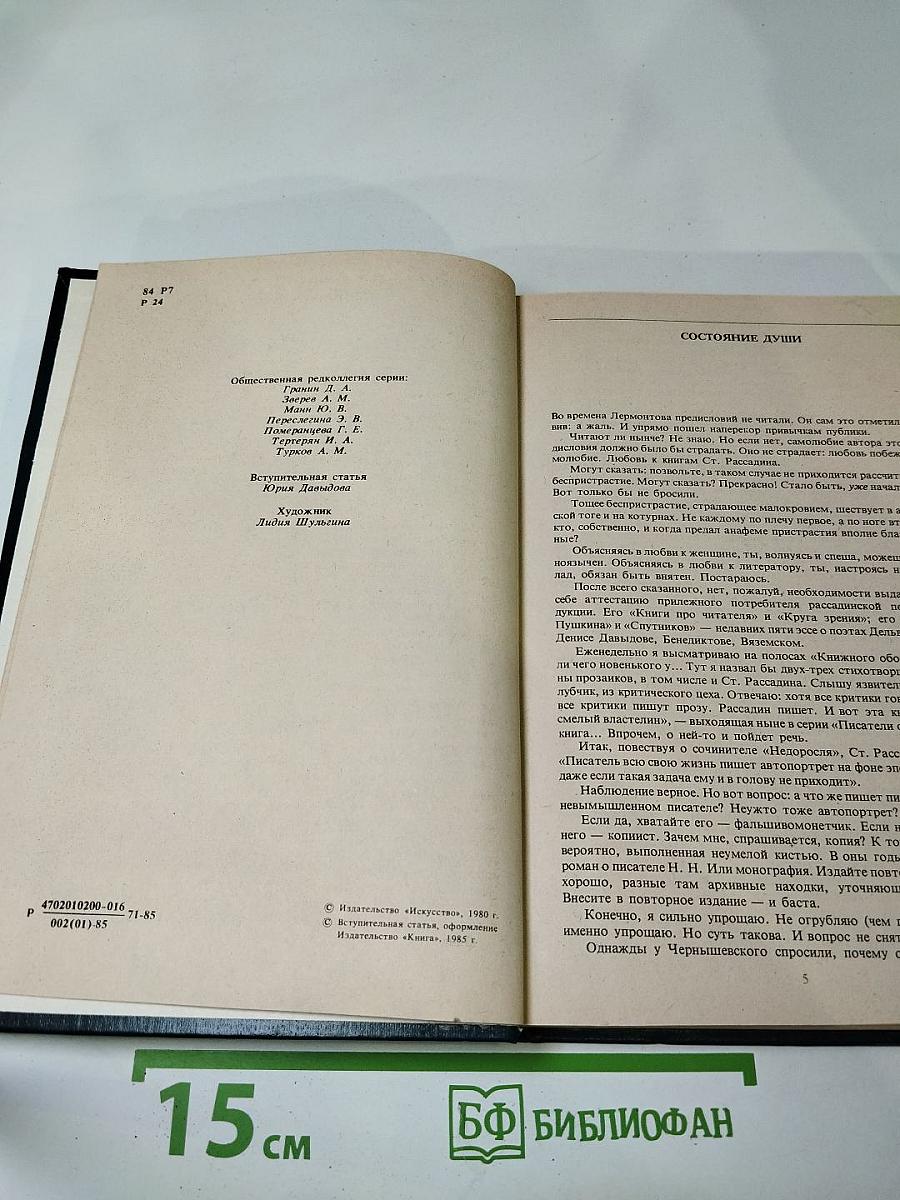 84 Р7
Р 24
Общественная редколлегия серии:
Гранин Д. А.
Зверев А. М.
Манн Ю. В.
Переслегина Э. В.
Померанцева Г. Е.
Тертерян И. А.
Турков А. М.
Вступительная статья
Юрия Давыдова
Художник
Лидия Шульгина
Р 4702010200-016 71-85
002(01)-85
© Издательство «Искусство», 1980 г.
© Вступительная статья, оформление
Издательство «Книга», 1985 г.
СОСТОЯНИЕ ДУШИ
Во времена Лермонтова предисловий не читали. Он сам это отметил
вив: а жаль. И упрямо пошел наперекор привычкам публики.
Читают ли нынче? Не знаю. Но если нет, самолюбие автора это
дисловия должно было бы страдать. Оно не страдает: любовь побеж
молюбие. Любовь к книгам Ст. Рассадина.
Могут сказать: позвольте, в таком случае не приходится рассчит
беспристрастие. Могут сказать? Прекрасно! Стало быть, уже начал
Вот только бы не бросили.
Тощее беспристрастие, страдающее малокровием, шествует в а
ской тоге и на котурнах. Не каждому по плечу первое, а по ноге вт
кто, собственно, и когда предал анафеме пристрастия вполне бла
ные?
Объясняясь в любви к женщине, ты, волнуясь и спеша, можеш
ноязычен. Объясняясь в любви к литератору, ты, настроясь н
лад, обязан быть внятен. Постараюсь.
После всего сказанного, нет, пожалуй, необходимости выда
себе аттестацию прилежного потребителя рассадинской пе
дукции. Его «Книги про читателя» и «Круга зрения»; его
Пушкина» и «Спутников» — недавних пяти эссе о поэтах Дельв
Денисе Давыдове, Бенедиктове, Вяземском.
Еженедельно я высматриваю на полосах «Книжного обо
ли чего новенького у... Тут я назвал бы двух-трех стихотворц
ны прозаиков, в том числе и Ст. Рассадина. Слышу язвител
лубчик, из критического цеха. Отвечаю: хотя все критики гов
все критики пишут прозу. Рассадин пишет. И вот эта кн
смелый властелин», — выходящая ныне в серии «Писатели о
книга... Впрочем, о ней-то и пойдет речь.
Итак, повествуя о сочинителе «Недоросля», Ст. Расс
«Писатель всю свою жизнь пишет автопортрет на фоне эпо
даже если такая задача ему и в голову не приходит».
Наблюдение верное. Но вот вопрос: а что же пишет пи
невымышленном писателе? Неужто тоже автопортрет?
Если да, хватайте его — фальшивомонетчик. Если н
него — копиист. Зачем мне, спрашивается, копия? К то
вероятно, выполненная неумелой кистью. В оны годы
роман о писателе Н. Н. Или монография. Издайте повто
хорошо, разные там архивные находки, уточняющ
Внесите в повторное издание — и баста.
Конечно, я сильно упрощаю. Не огрубляю (чем г
именно упрощаю. Но суть такова. И вопрос не снят
Однажды у Чернышевского спросили, почему о
5
15 см
БФ БИБЛИОФАН